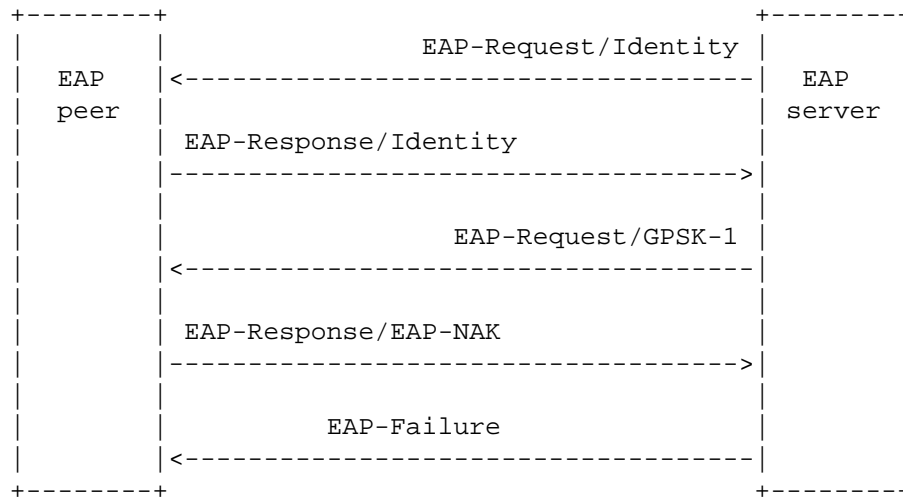 +--------+ +--------
| | EAP-Request/Identity |
| EAP |<------------------------------------| EAP
| peer | | server
| | EAP-Response/Identity |
| |------------------------------------>|
| | |
| | EAP-Request/GPSK-1 |
| |<------------------------------------|
| | |
| | EAP-Response/EAP-NAK |
| |------------------------------------>|
| | |
| | EAP-Failure |
| |<------------------------------------|
+--------+ +--------